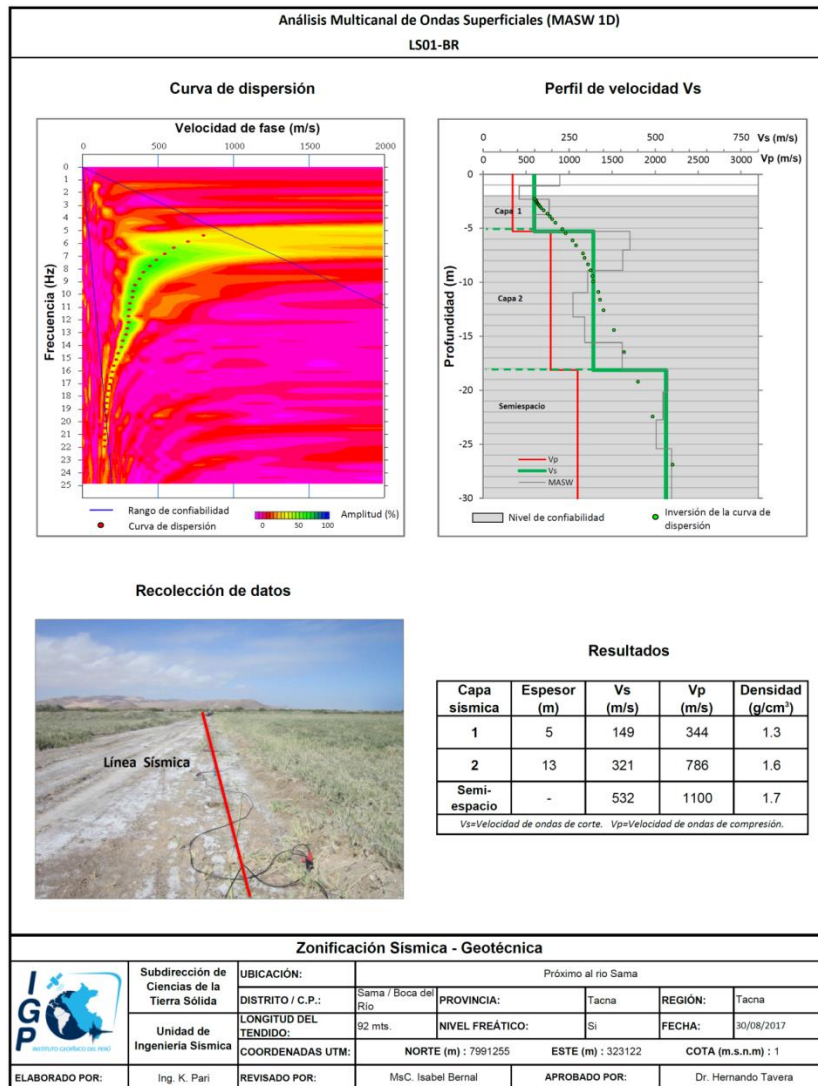 Análisis Multicanal de Ondas Superficiales (MASW 1D)
LS01-BR
Curva de dispersión
Velocidad de fase (m/s)
0 500 1000 1500 2000
Frecuencia (Hz)
0
1
2
3
4
5
6
7
8
9
10
11
12
13
14
15
16
17
18
19
20
21
22
23
24
25
Rango de confiabilidad
Curva de dispersión
0 50 100 Amplitud (%)
Perfil de velocidad Vs
0 250 500 750 Vs (m/s)
0 500 1000 1500 2000 3000 Vp (m/s)
Profundidad (m)
0
-5
-10
-15
-20
-25
-30
Capa 1
Capa 2
Semiespacio
Vp
Vs
MASW
Nivel de confiabilidad
Inversión de la curva de
dispersión
Recolección de datos
Línea Sísmica
Resultados
Capa sísmica Espesor (m) Vs (m/s) Vp (m/s) Densidad (g/cm³)
1 5 149 344 1.3
2 13 321 786 1.6
Semi-espacio - 532 1100 1.7
Vs=Velocidad de ondas de corte. Vp=Velocidad de ondas de compresión.
Zonificación Sísmica - Geotécnica
IGP
INSTITUTO GEOFÍSICO DEL PERÚ
Subdirección de
Ciencias de la
Tierra Sólida
Unidad de
Ingeniería Sísmica
UBICACIÓN: Próximo al rio Sama
DISTRITO / C.P.: Sama / Boca del Río PROVINCIA: Tacna REGIÓN: Tacna
LONGITUD DEL TENDIDO: 92 mts. NIVEL FREÁTICO: Si FECHA: 30/08/2017
COORDENADAS UTM: NORTE (m) : 7991255 ESTE (m) : 323122 COTA (m.s.n.m) : 1
ELABORADO POR: Ing. K. Pari REVISADO POR: MsC. Isabel Bernal APROBADO POR: Dr. Hernando Tavera